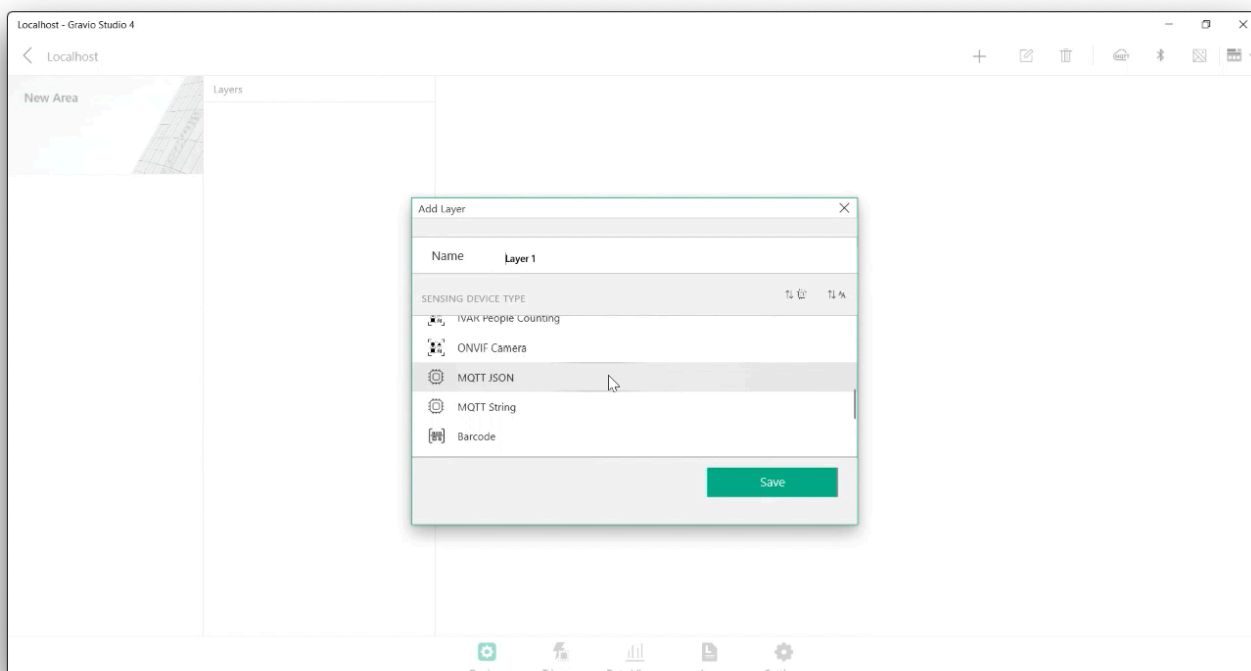 Localhost - Gravio Studio 4
Localhost
MQTT
New Area
Layers
Add Layer
Name
Layer 1
SENSING DEVICE TYPE
IVAR People Counting
ONVIF Camera
MQTT JSON
MQTT String
Barcode
Save